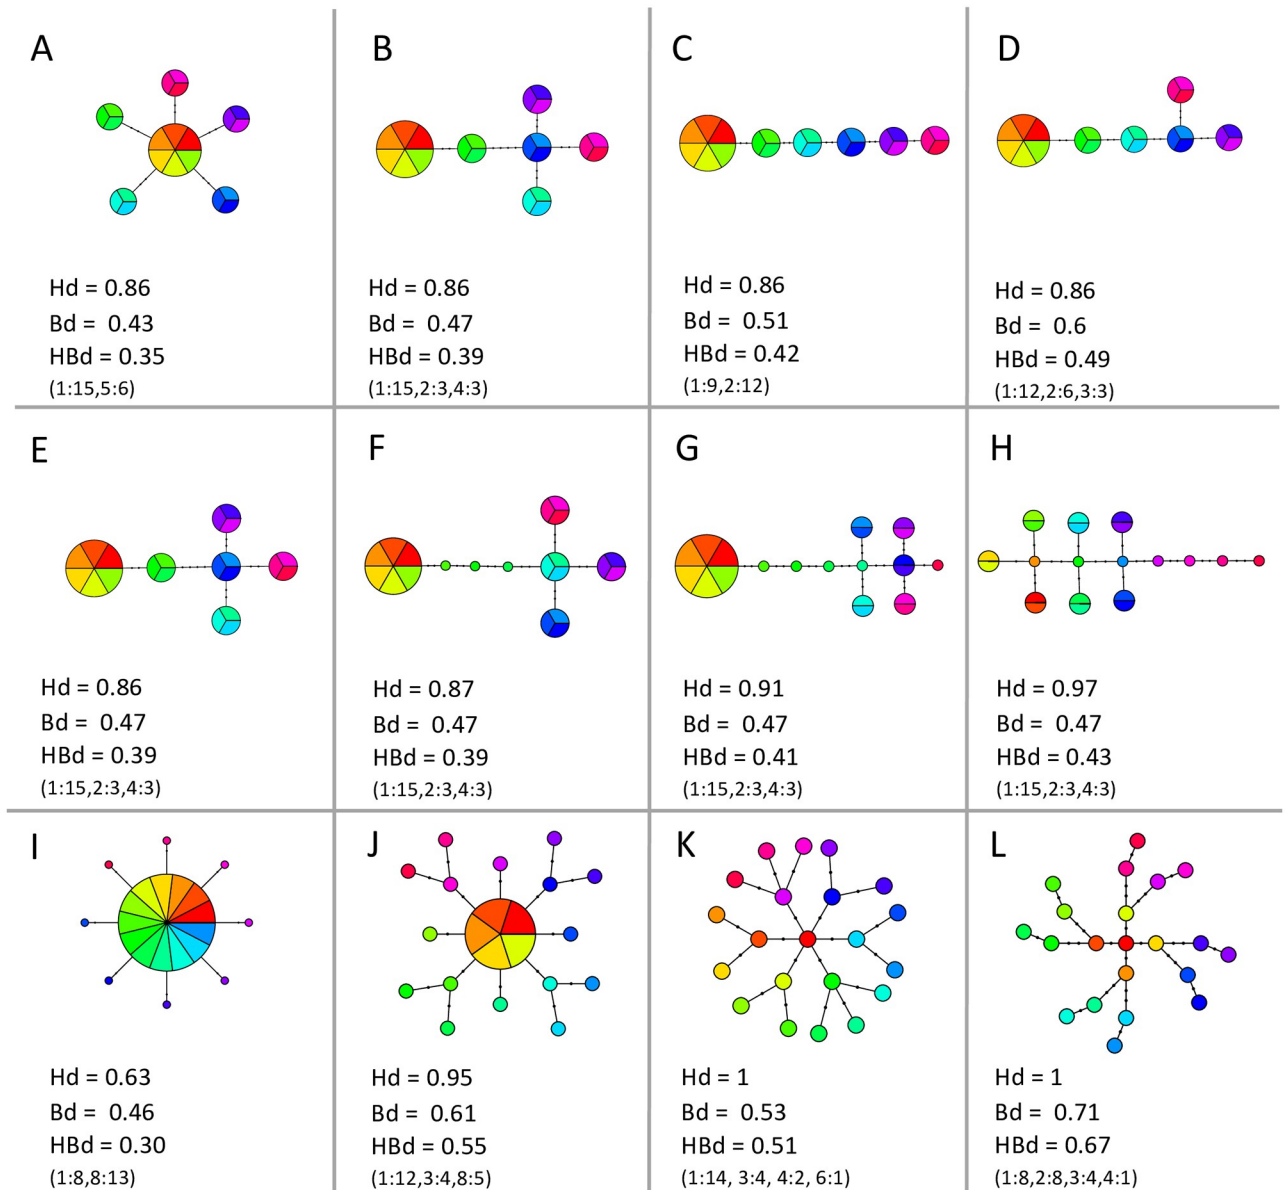 A
Hd = 0.86
Bd = 0.43
HBd = 0.35
(1:15,5:6)
B
Hd = 0.86
Bd = 0.47
HBd = 0.39
(1:15,2:3,4:3)
C
Hd = 0.86
Bd = 0.51
HBd = 0.42
(1:9,2:12)
D
Hd = 0.86
Bd = 0.6
HBd = 0.49
(1:12,2:6,3:3)
E
Hd = 0.86
Bd = 0.47
HBd = 0.39
(1:15,2:3,4:3)
F
Hd = 0.87
Bd = 0.47
HBd = 0.39
(1:15,2:3,4:3)
G
Hd = 0.91
Bd = 0.47
HBd = 0.41
(1:15,2:3,4:3)
H
Hd = 0.97
Bd = 0.47
HBd = 0.43
(1:15,2:3,4:3)
I
Hd = 0.63
Bd = 0.46
HBd = 0.30
(1:8,8:13)
J
Hd = 0.95
Bd = 0.61
HBd = 0.55
(1:12,3:4,8:5)
K
Hd = 1
Bd = 0.53
HBd = 0.51
(1:14, 3:4, 4:2, 6:1)
L
Hd = 1
Bd = 0.71
HBd = 0.67
(1:8,2:8,3:4,4:1)